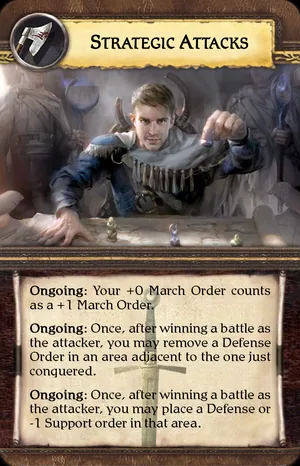 STRATEGIC ATTACKS
Ongoing: Your +0 March Order counts
as a +1 March Order.
Ongoing: Once, after winning a battle as
the attacker, you may remove a Defense
Order in an area adjacent to the one just
conquered.
Ongoing: Once, after winning a battle as
the attacker, you may place a Defense or
-1 Support order in that area.